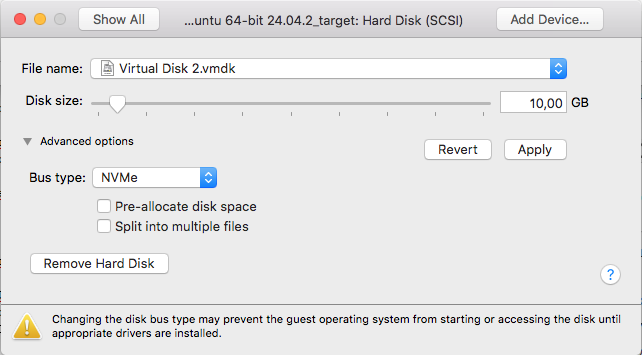 Show All
...untu 64-bit 24.04.2_target: Hard Disk (SCSI)
Add Device...
File name:
Virtual Disk 2.vmdk
Disk size:
10,00 GB
Advanced options
Revert
Apply
Bus type:
NVMe
Pre-allocate disk space
Split into multiple files
Remove Hard Disk
?
Changing the disk bus type may prevent the guest operating system from starting or accessing the disk until
appropriate drivers are installed.